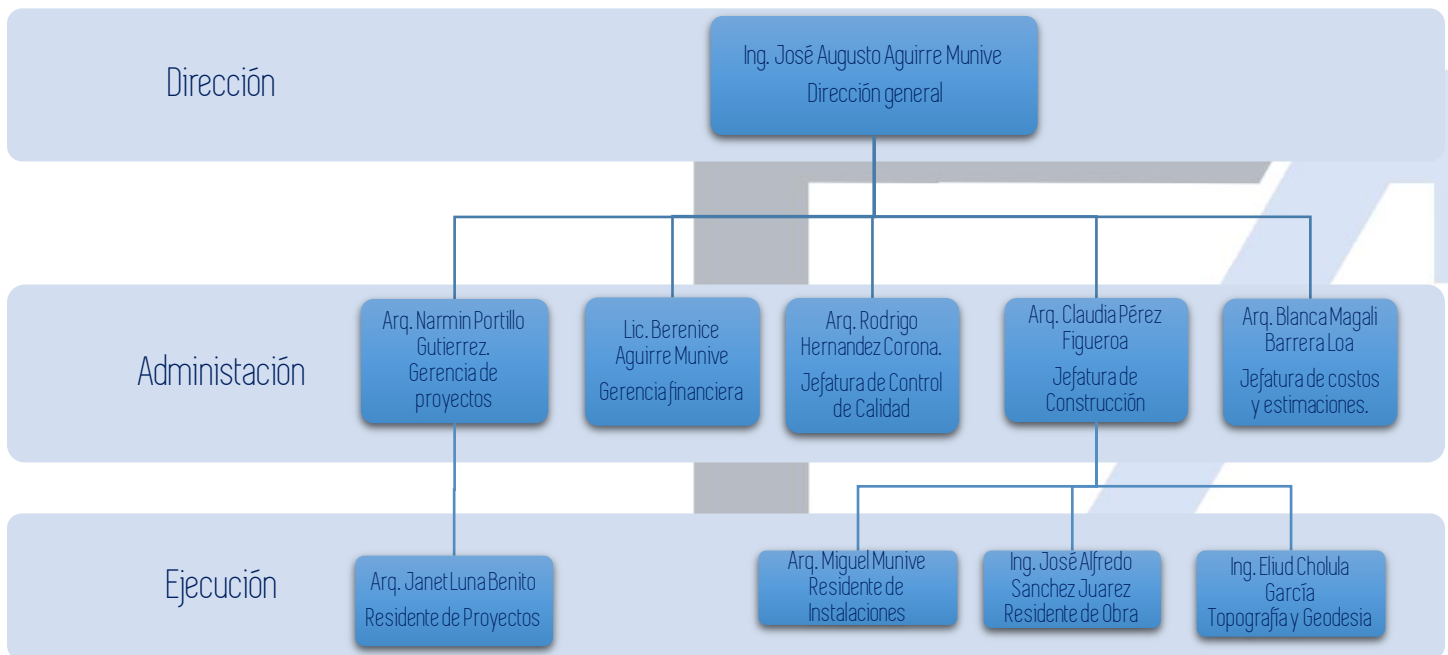 Dirección
Ing. José Augusto Aguirre Munive
Dirección general
Administación
Arq. Narmin Portillo
Gutierrez.
Gerencia de
proyectos
Lic. Berenice
Aguirre Munive
Gerencia financiera
Arq. Rodrigo
Hernandez Corona.
Jefatura de Control
de Calidad
Arq. Claudia Pérez
Figueroa
Jefatura de
Construcción
Arq. Blanca Magali
Barrera Loa
Jefatura de costos
y estimaciones.
Ejecución
Arq. Janet Luna Benito
Residente de Proyectos
Arq. Miguel Munive
Residente de
Instalaciones
Ing. José Alfredo
Sanchez Juarez
Residente de Obra
Ing. Eliud Cholula
García
Topografía y Geodesia